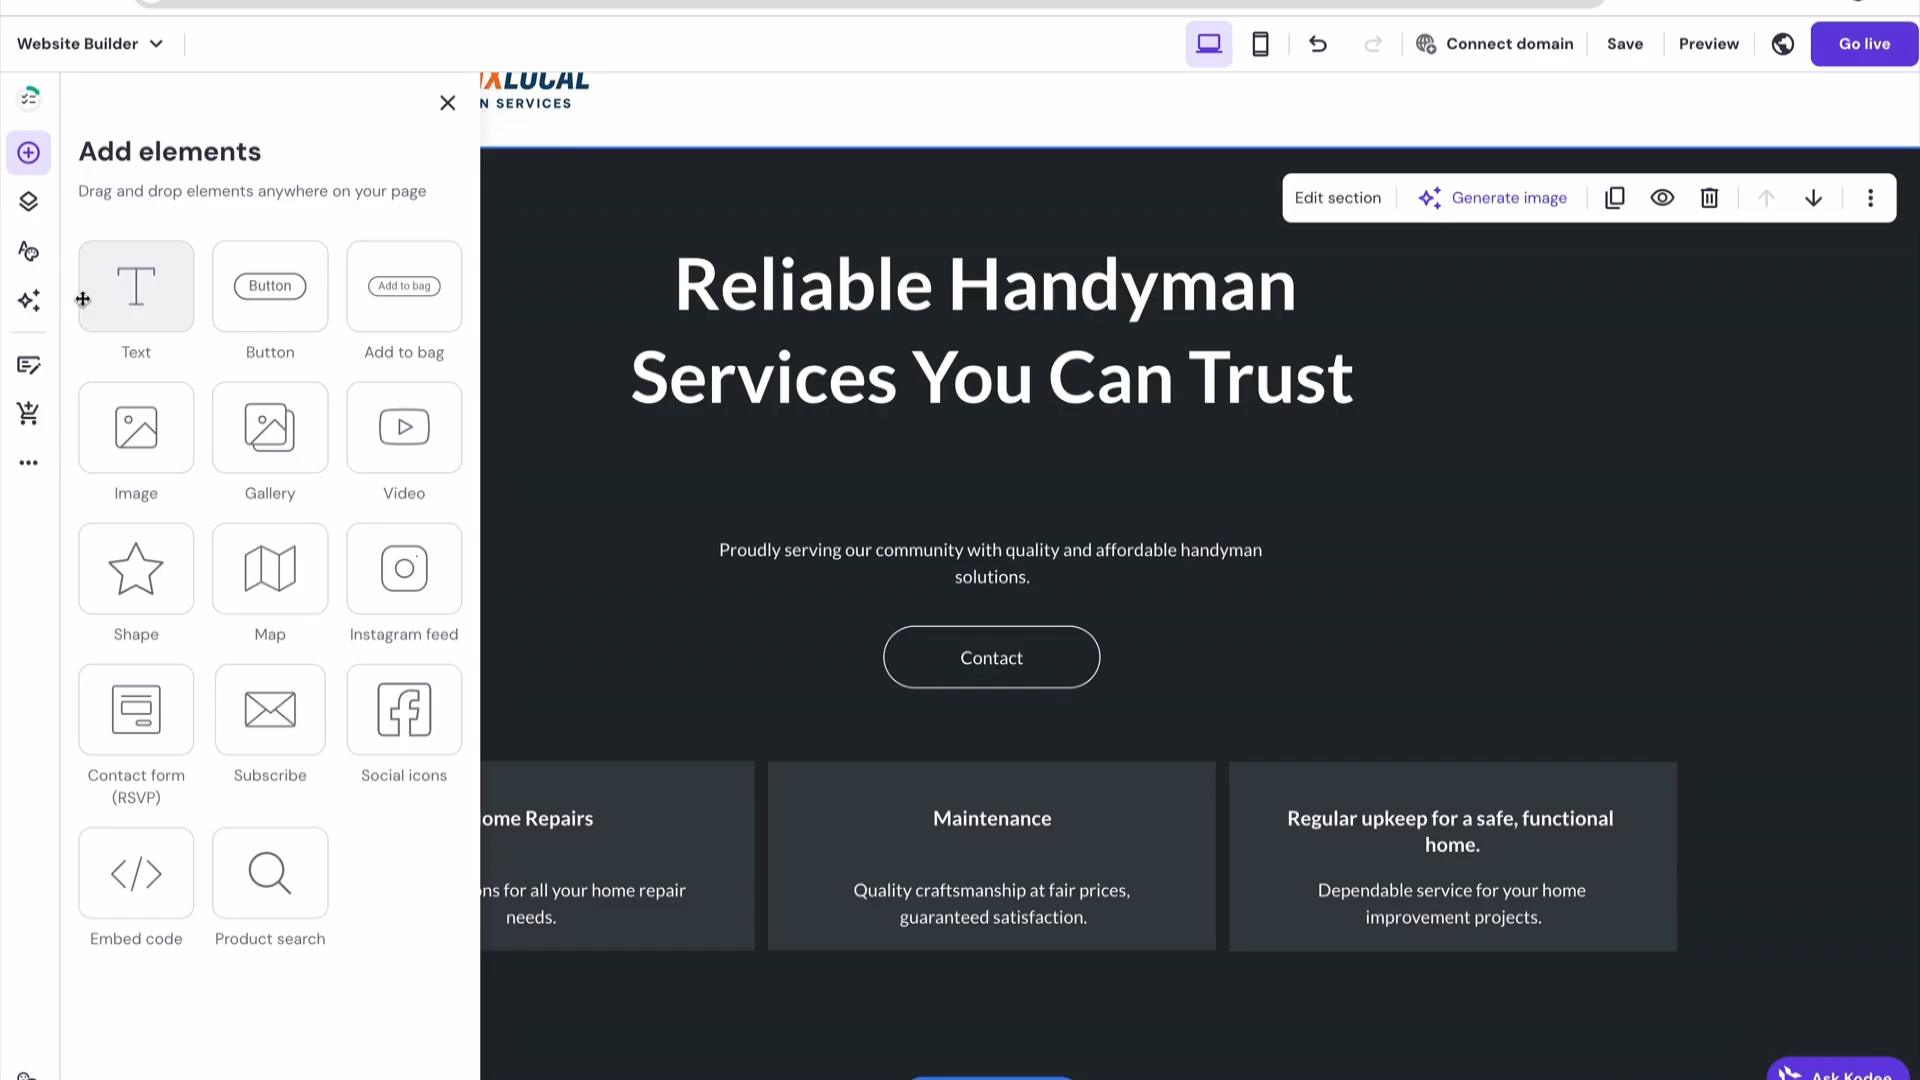 Website Builder
Connect domain
Save
Preview
Go live
XLOCAL
N SERVICES
Add elements
Drag and drop elements anywhere on your page
Edit section
Generate image
Reliable Handyman
Services You Can Trust
Button
Add to bag
Text
Button
Add to bag
Image
Gallery
Video
Proudly serving our community with quality and affordable handyman
solutions.
Shape
Map
Instagram feed
Contact
Contact form
(RSVP)
Subscribe
Social icons
ome Repairs
ns for all your home repair
needs.
Maintenance
Quality craftsmanship at fair prices,
guaranteed satisfaction.
Regular upkeep for a safe, functional
home.
Dependable service for your home
improvement projects.
Embed code
Product search
Ask Kodee